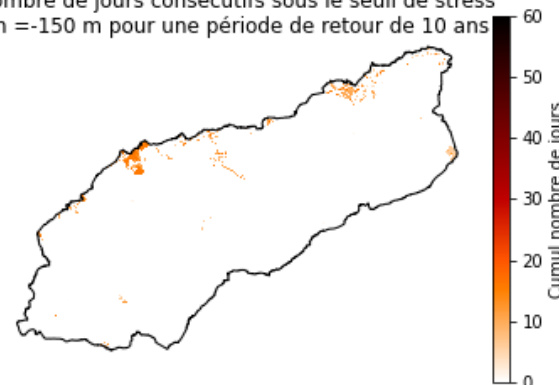 ombre de jours consécutifs sous le seuil de stress
=-150 m pour une période de retour de 10 ans
60
50
40
30
20
10
0
Cumul nombre de jours